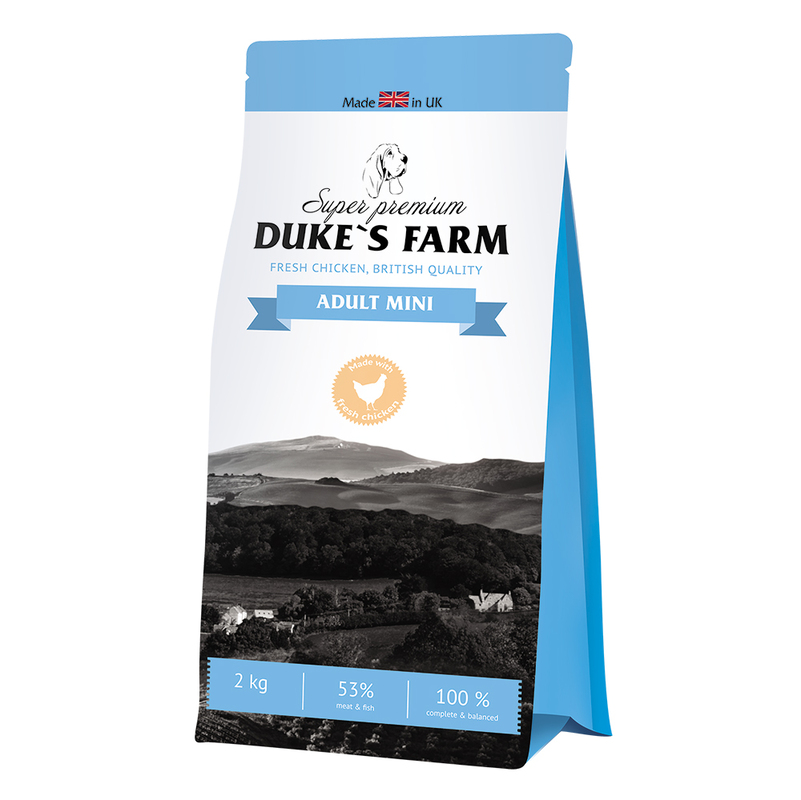 Made in UK
Super premium
DUKE`S FARM
FRESH CHICKEN, BRITISH QUALITY
ADULT MINI
Made with
fresh chicken
2 kg
53%
meat & fish
100 %
complete & balanced